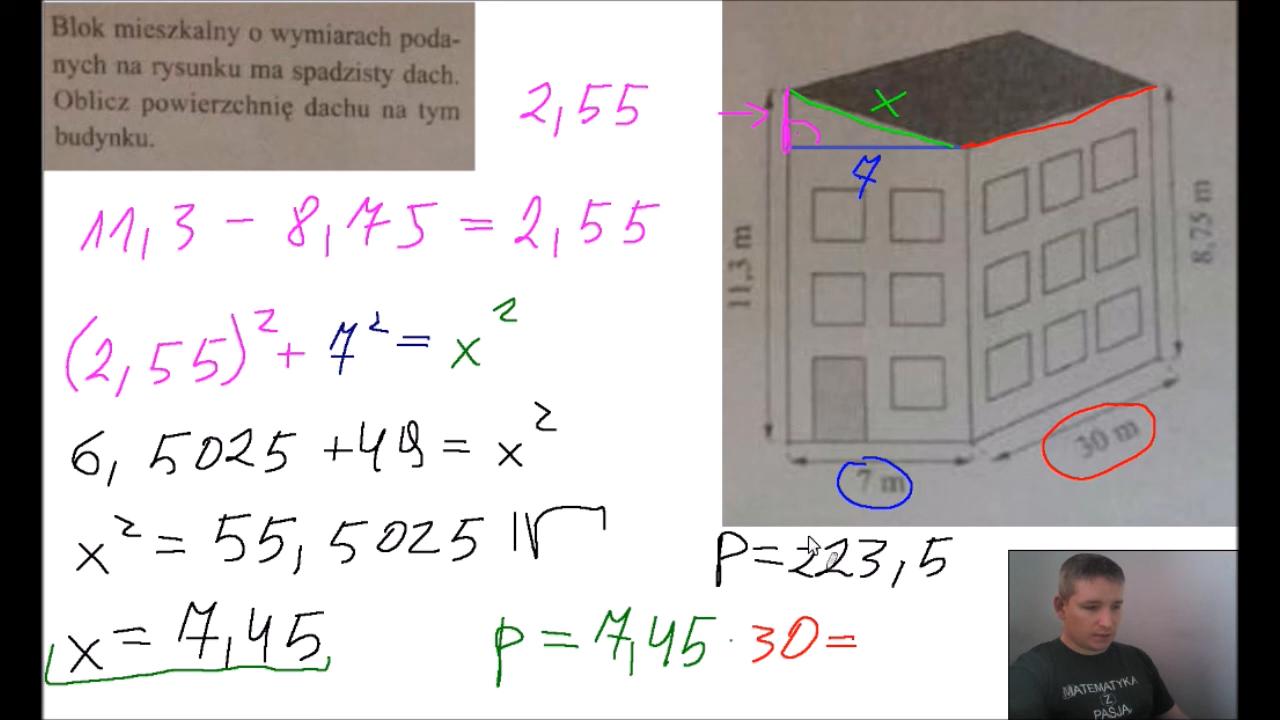 Blok mieszkalny o wymiarach poda-
nych na rysunku ma spadzisty dach.
Oblicz powierzchnię dachu na tym
budynku.
2,55
11,3 - 8,75 = 2,55
(2,55)² + 7² = x²
6,5025 + 49 = x²
x² = 55,5025 |√
x = 7,45
p = 7,45 · 30 =
P = 223,5
x
7
11,3 m
8,75 m
7 m
30 m
MATEMATYKA
Z
PASJĄ